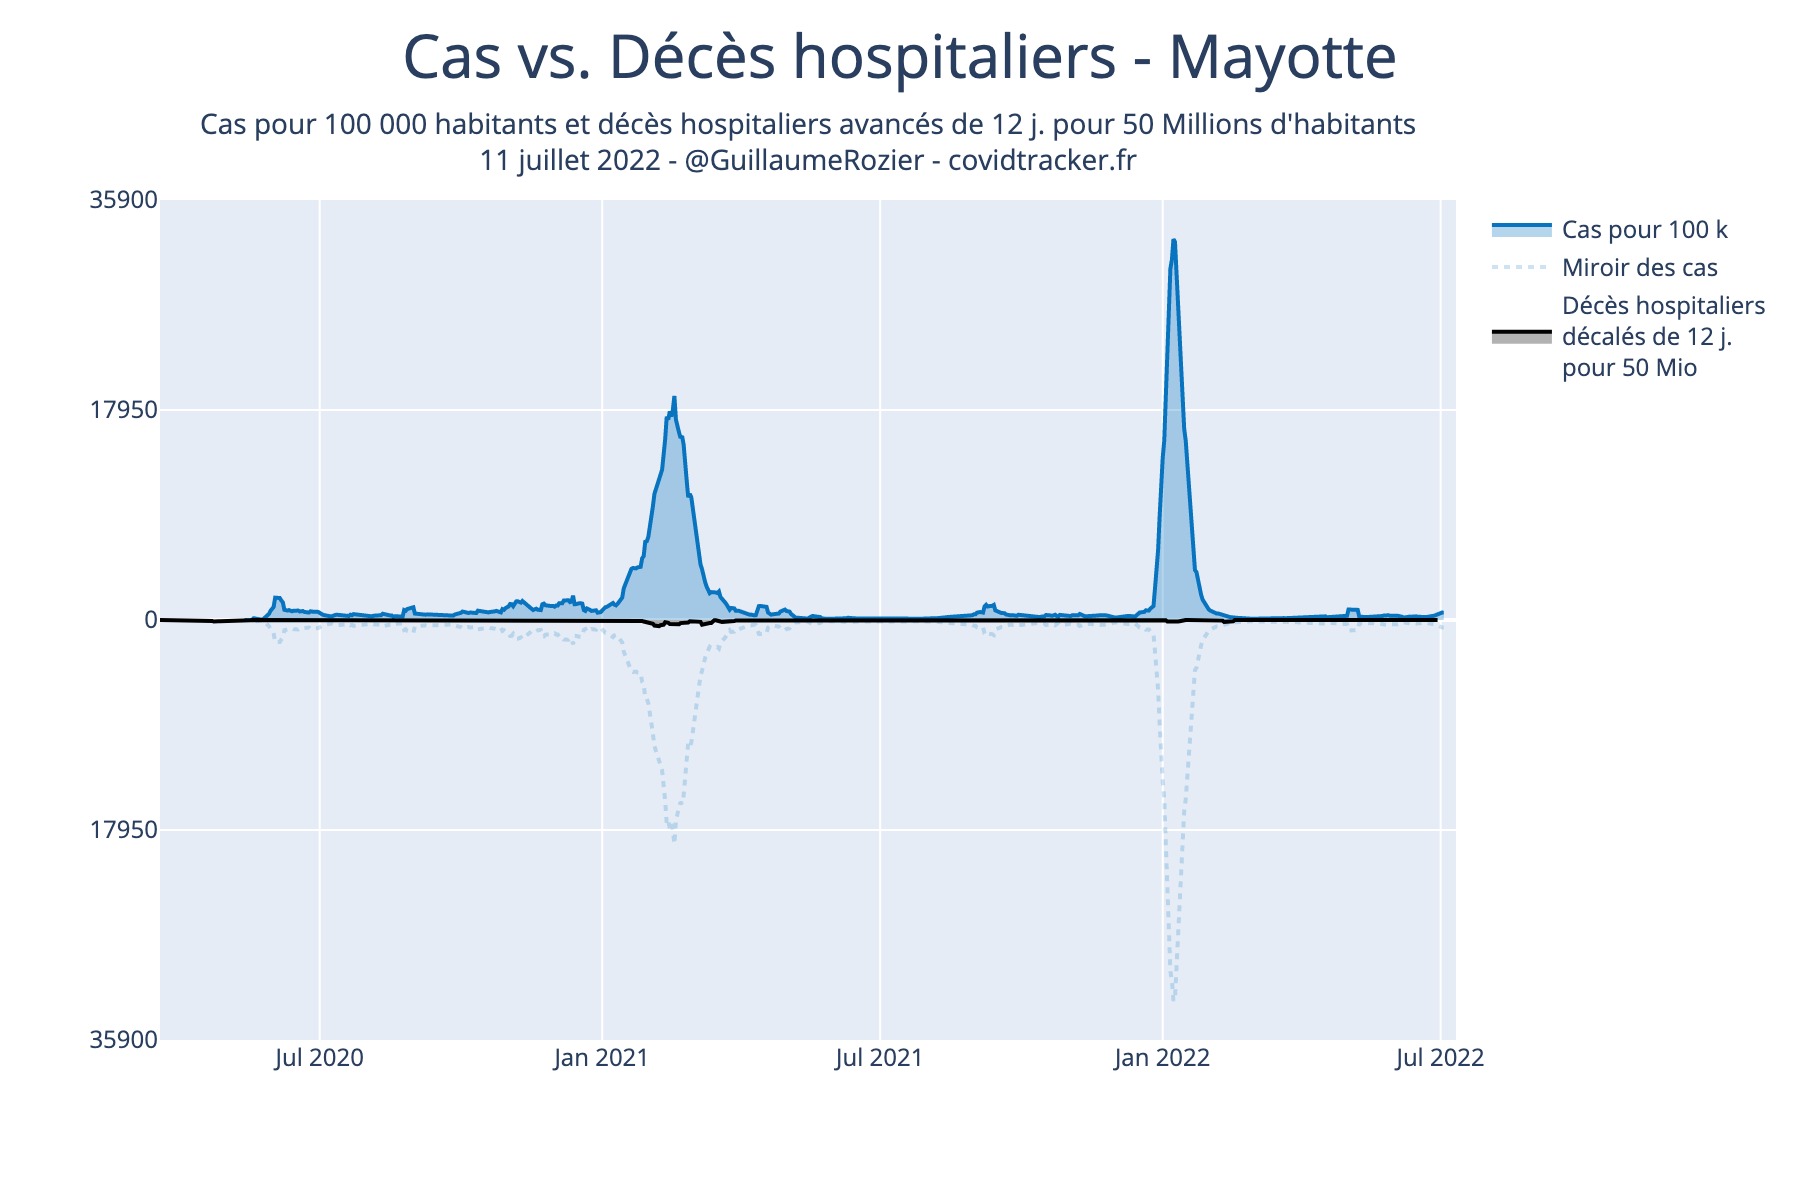 Cas vs. Décès hospitaliers - Mayotte
Cas pour 100 000 habitants et décès hospitaliers avancés de 12 j. pour 50 Millions d'habitants
11 juillet 2022 - @GuillaumeRozier - covidtracker.fr
35900
17950
0
17950
35900
Jul 2020
Jan 2021
Jul 2021
Jan 2022
Jul 2022
Cas pour 100 k
Miroir des cas
Décès hospitaliers
décalés de 12 j.
pour 50 Mio